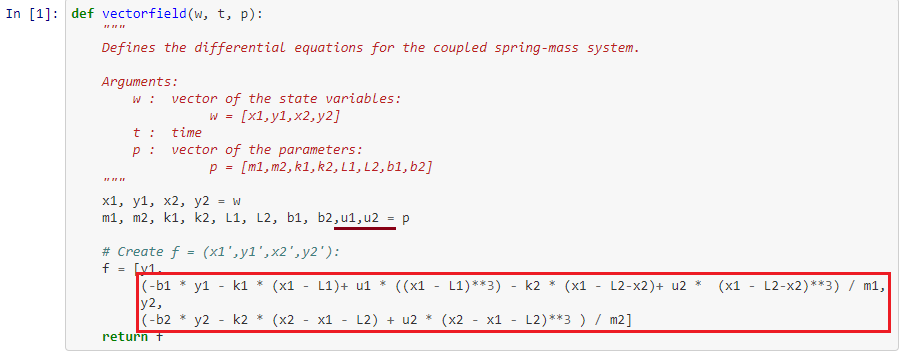 In [1]: def vectorfield(w, t, p):
"""
Defines the differential equations for the coupled spring-mass system.
Arguments:
w :  vector of the state variables:
w = [x1,y1,x2,y2]
t :  time
p :  vector of the parameters:
p = [m1,m2,k1,k2,L1,L2,b1,b2]
"""
x1, y1, x2, y2 = w
m1, m2, k1, k2, L1, L2, b1, b2,u1,u2 = p
# Create f = (x1',y1',x2',y2'):
f = [y1,
(-b1 * y1 - k1 * (x1 - L1)+ u1 * ((x1 - L1)**3) - k2 * (x1 - L2-x2)+ u2 *  (x1 - L2-x2)**3) / m1,
y2,
(-b2 * y2 - k2 * (x2 - x1 - L2) + u2 * (x2 - x1 - L2)**3 ) / m2]
return f